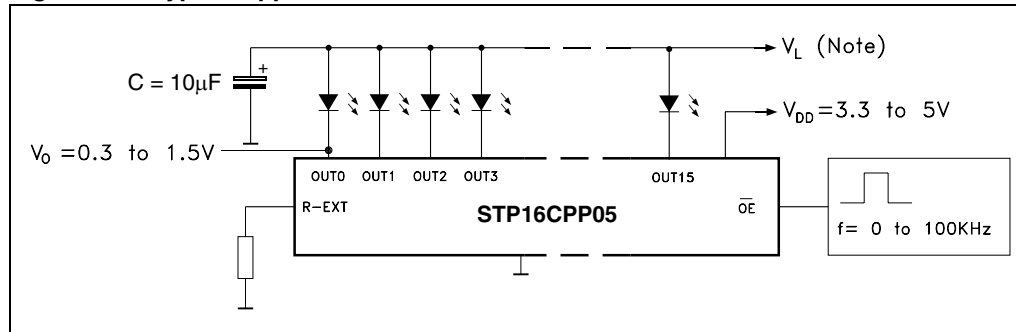 V_L (Note)
C = 10µF
+
V_DD=3.3 to 5V
V_O =0.3 to 1.5V
OUT0 OUT1 OUT2 OUT3 OUT15
R-EXT
STP16CPP05
O̅E̅
f= 0 to 100KHz